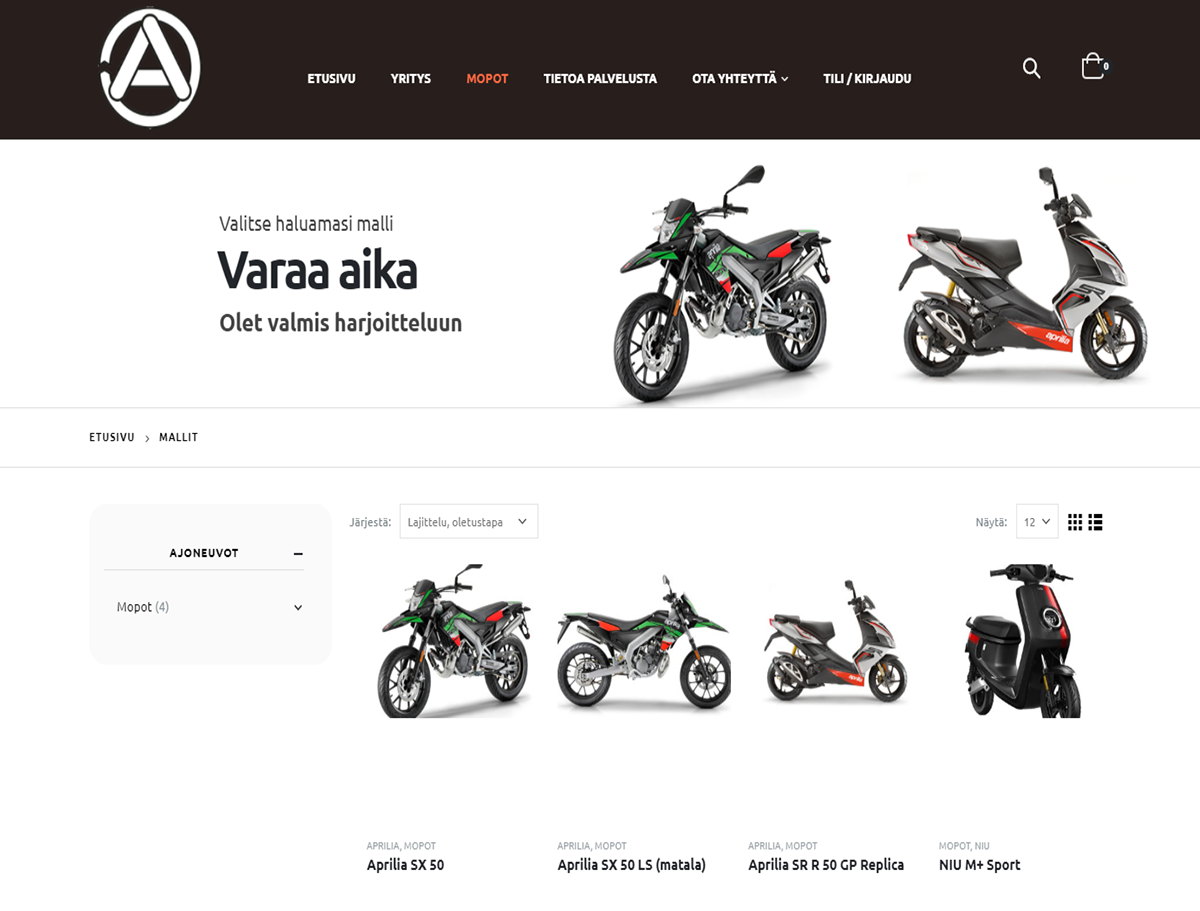 A
ETUSIVU YRITYS MOPOT TIETOA PALVELUSTA OTA YHTEYTTÄ TILI / KIRJAUDU 0
Valitse haluamasi malli
Varaa aika
Olet valmis harjoitteluun
SR
aprilia
ETUSIVU > MALLIT
AJONEUVOT
Mopot (4)
Järjestä: Lajittelu, oletustapa Näytä: 12
APRILIA, MOPOT
Aprilia SX 50
APRILIA, MOPOT
Aprilia SX 50 LS (matala)
APRILIA, MOPOT
Aprilia SR R 50 GP Replica
MOPOT, NIU
NIU M+ Sport